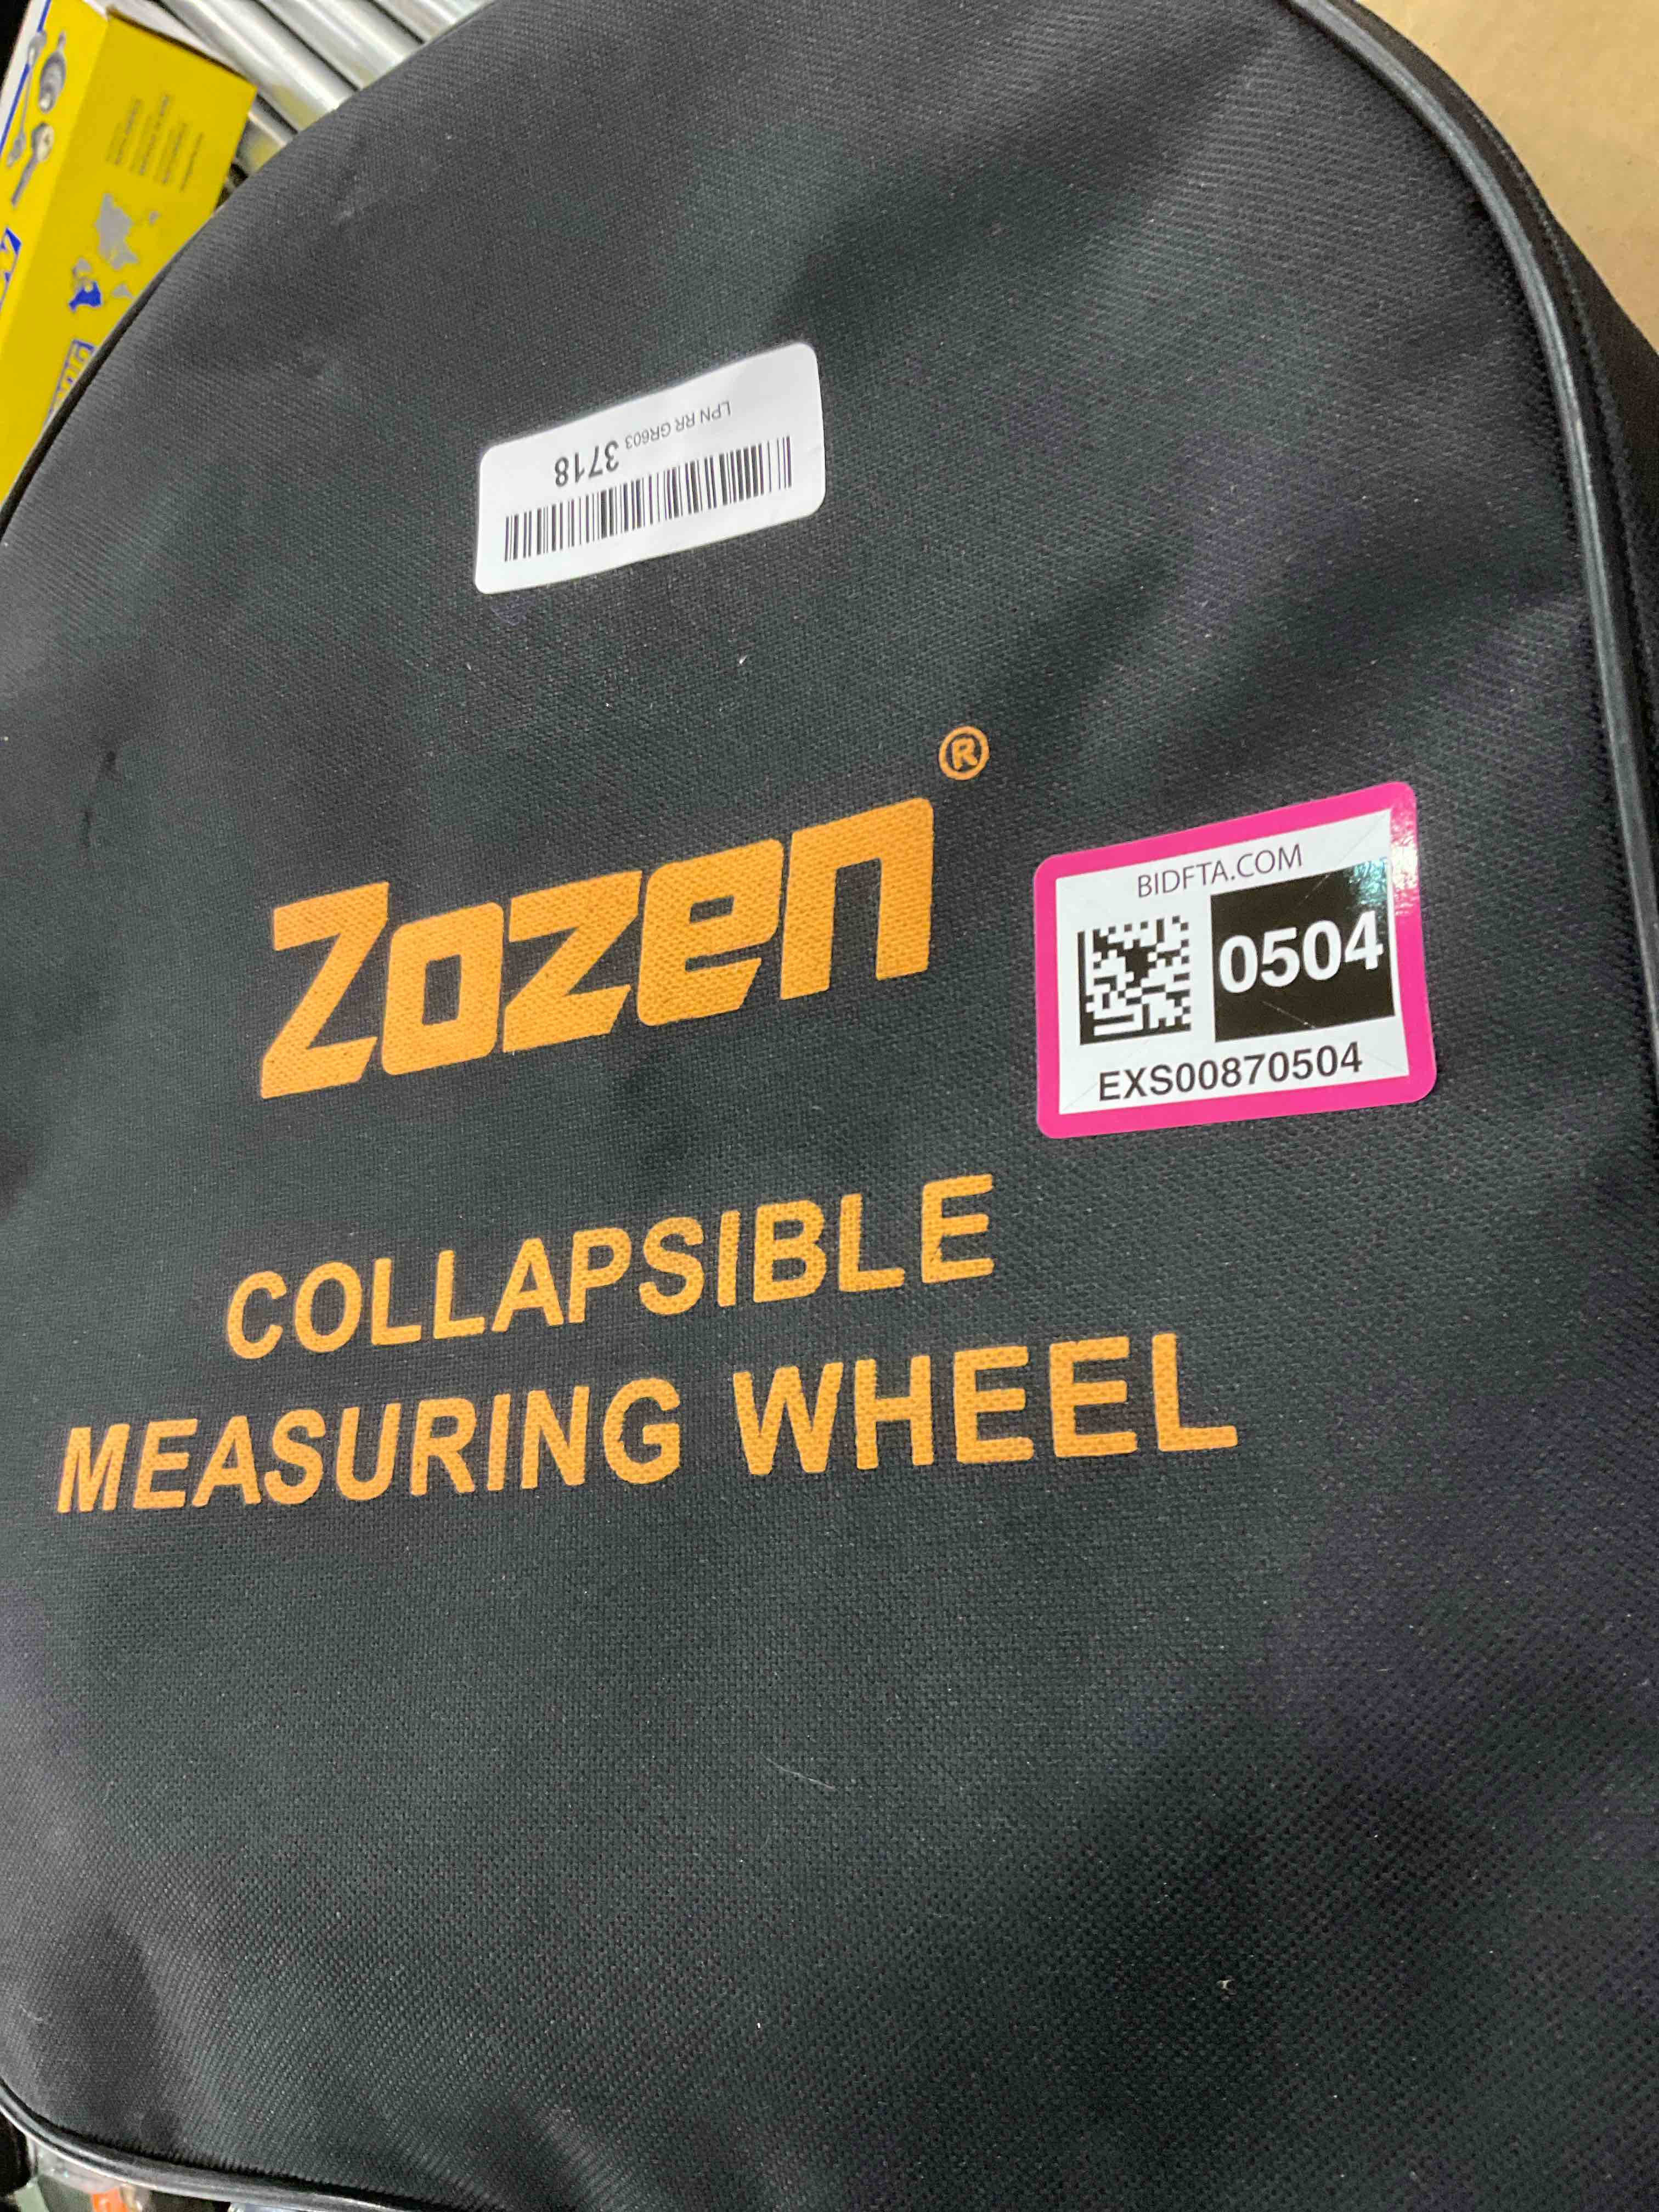 LPN RR GR603 3718
Zozen®
BIDFTA.COM
0504
EXS00870504
COLLAPSIBLE
MEASURING WHEEL